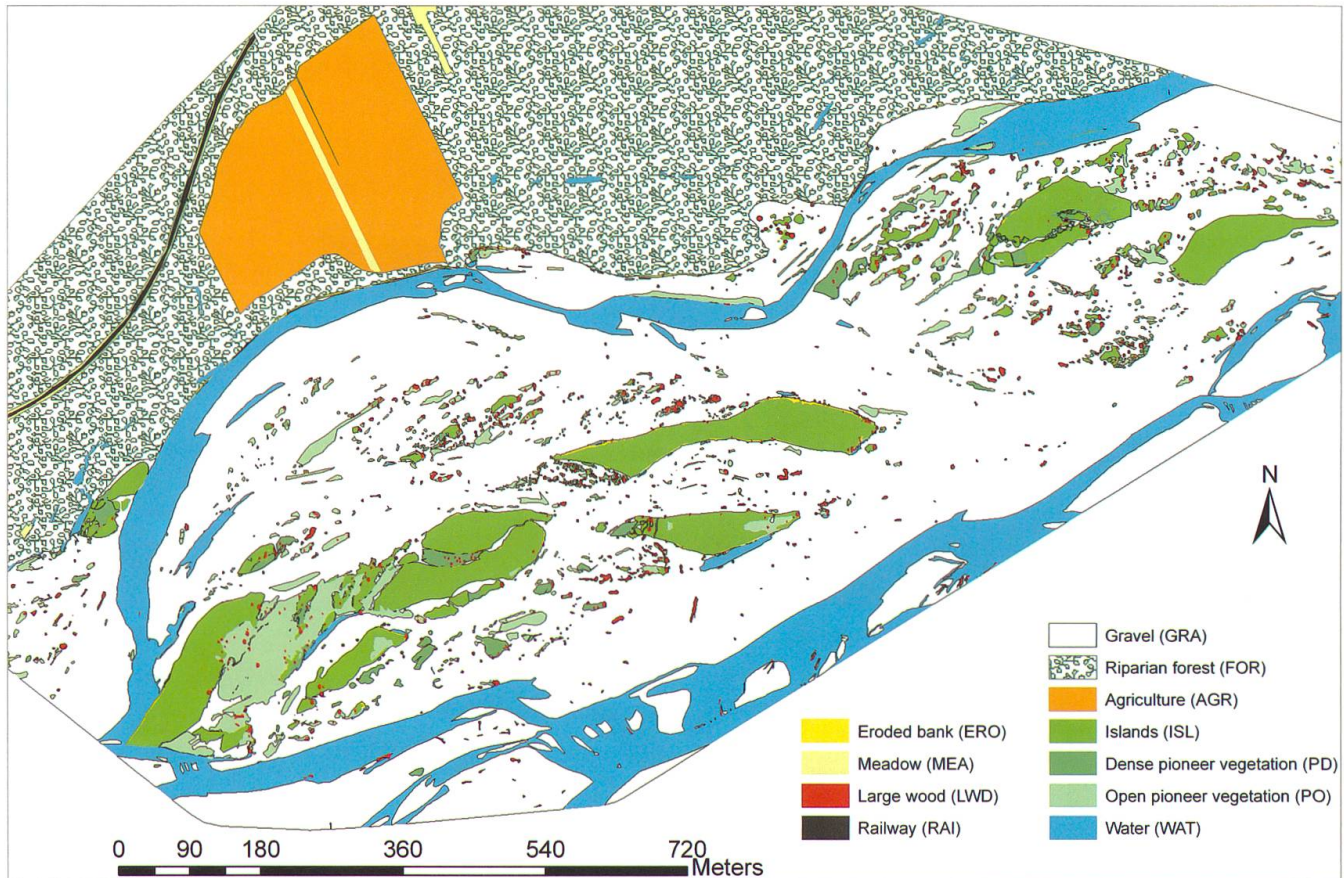 N
Gravel (GRA)
Riparian forest (FOR)
Agriculture (AGR)
Eroded bank (ERO)
Islands (ISL)
Meadow (MEA)
Dense pioneer vegetation (PD)
Large wood (LWD)
Open pioneer vegetation (PO)
Railway (RAI)
Water (WAT)
0 90 180 360 540 720
Meters